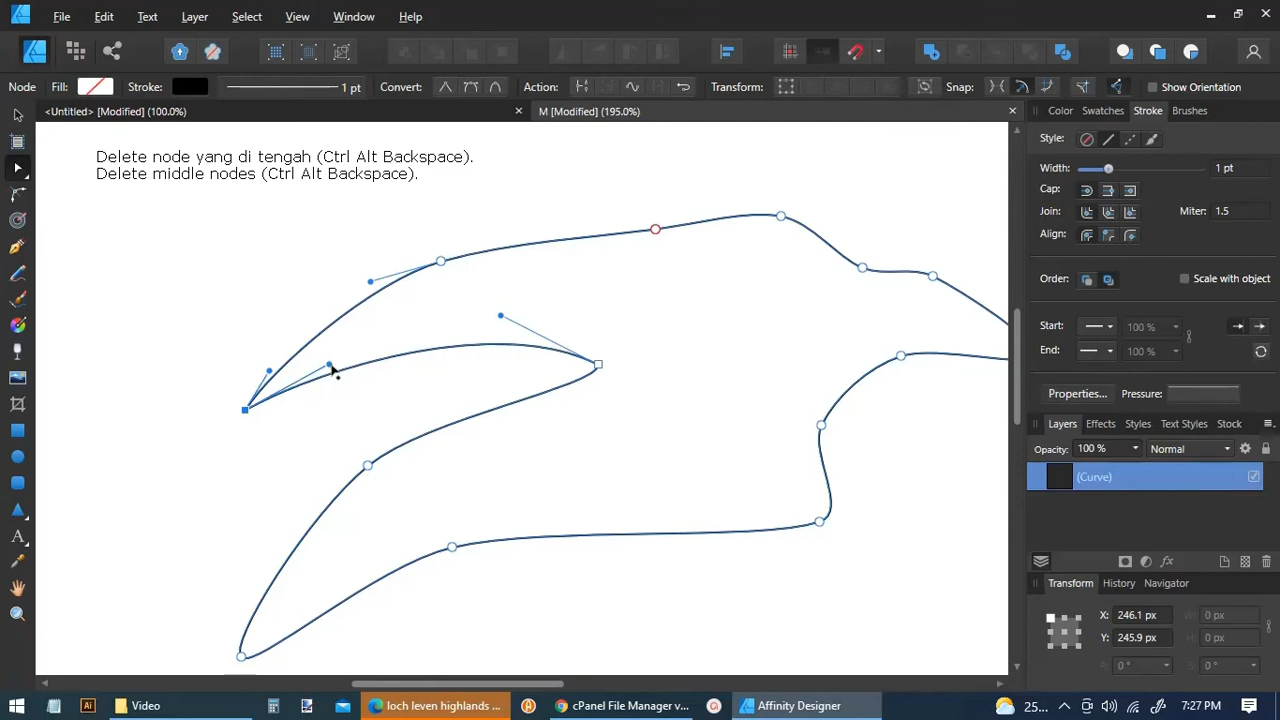 File Edit Text Layer Select View Window Help
Node Fill: Stroke: 1 pt Convert: Action: Transform: Snap: Show Orientation
<Untitled> [Modified] (100.0%) M [Modified] (195.0%)
Color Swatches Stroke Brushes
Delete node yang di tengah (Ctrl Alt Backspace).
Delete middle nodes (Ctrl Alt Backspace).
Style:
Width: 1 pt
Cap:
Join: Miter: 1.5
Align:
Order: Scale with object
Start: 100 % 100 %
End: 100 % 100 %
Properties... Pressure:
Layers Effects Styles Text Styles Stock
Opacity: 100 % Normal
(Curve)
Transform History Navigator
X: 246.1 px W: 0 px
Y: 245.9 px H: 0 px
0 ° 0 °
A
Ai Video loch leven highlands ... cPanel File Manager v... Affinity Designer 25... 7:27 PM